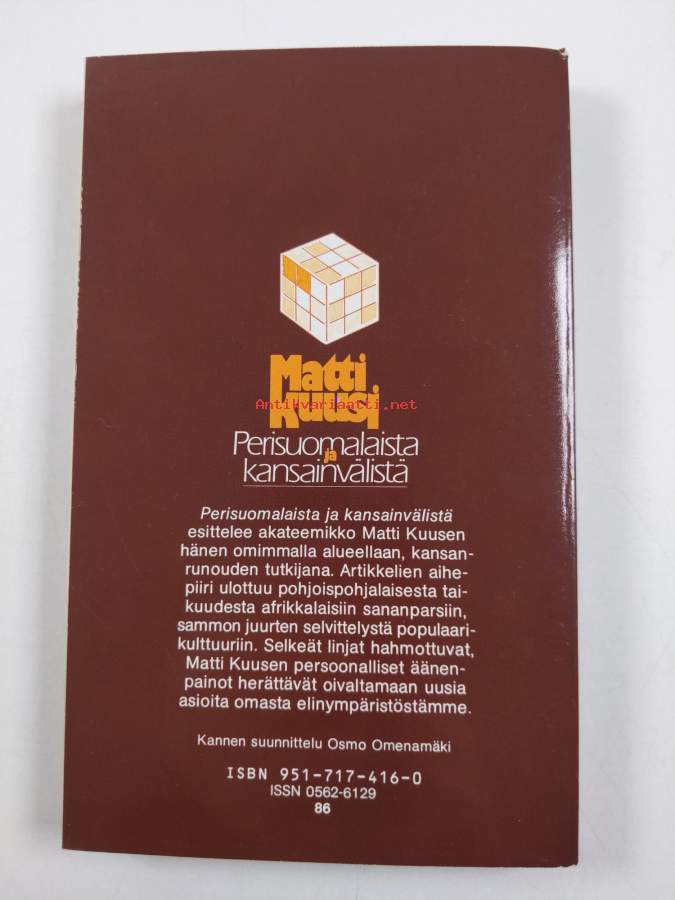 Matti
Kuusi
Antikvariaatti.net
Perisuomalaista
ja
kansainvälistä
Perisuomalaista ja kansainvälistä
esittelee akateemikko Matti Kuusen
hänen omimmalla alueellaan, kansan-
runouden tutkijana. Artikkelien aihe-
piiri ulottuu pohjoispohjalaisesta tai-
kuudesta afrikkalaisiin sananparsiin,
sammon juurten selvittelystä populaari-
kulttuuriin. Selkeät linjat hahmottuvat,
Matti Kuusen persoonalliset äänen-
painot herättävät oivaltamaan uusia
asioita omasta elinympäristöstämme.
Kannen suunnittelu Osmo Omenamäki
ISBN 951-717-416-0
ISSN 0562-6129
86